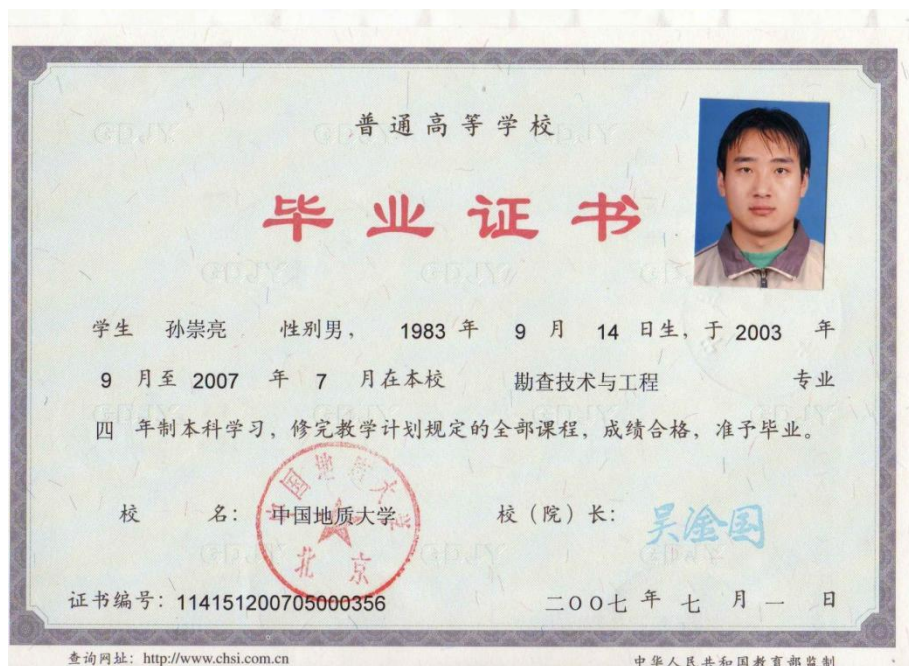 普通高等学校
毕业证书
学生 孙崇亮 性别男， 1983 年 9 月 14 日生，于 2003 年
9 月至 2007 年 7 月在本校 勘查技术与工程 专业
四 年制本科学习，修完教学计划规定的全部课程，成绩合格，准予毕业。
校 名： 中国地质大学 校（院）长： 吴淦国
中国地质大学
北京
证书编号：114151200705000356 二〇〇七 年 七 月 一 日
查询网址：http://www.chsi.com.cn 中华人民共和国教育部监制